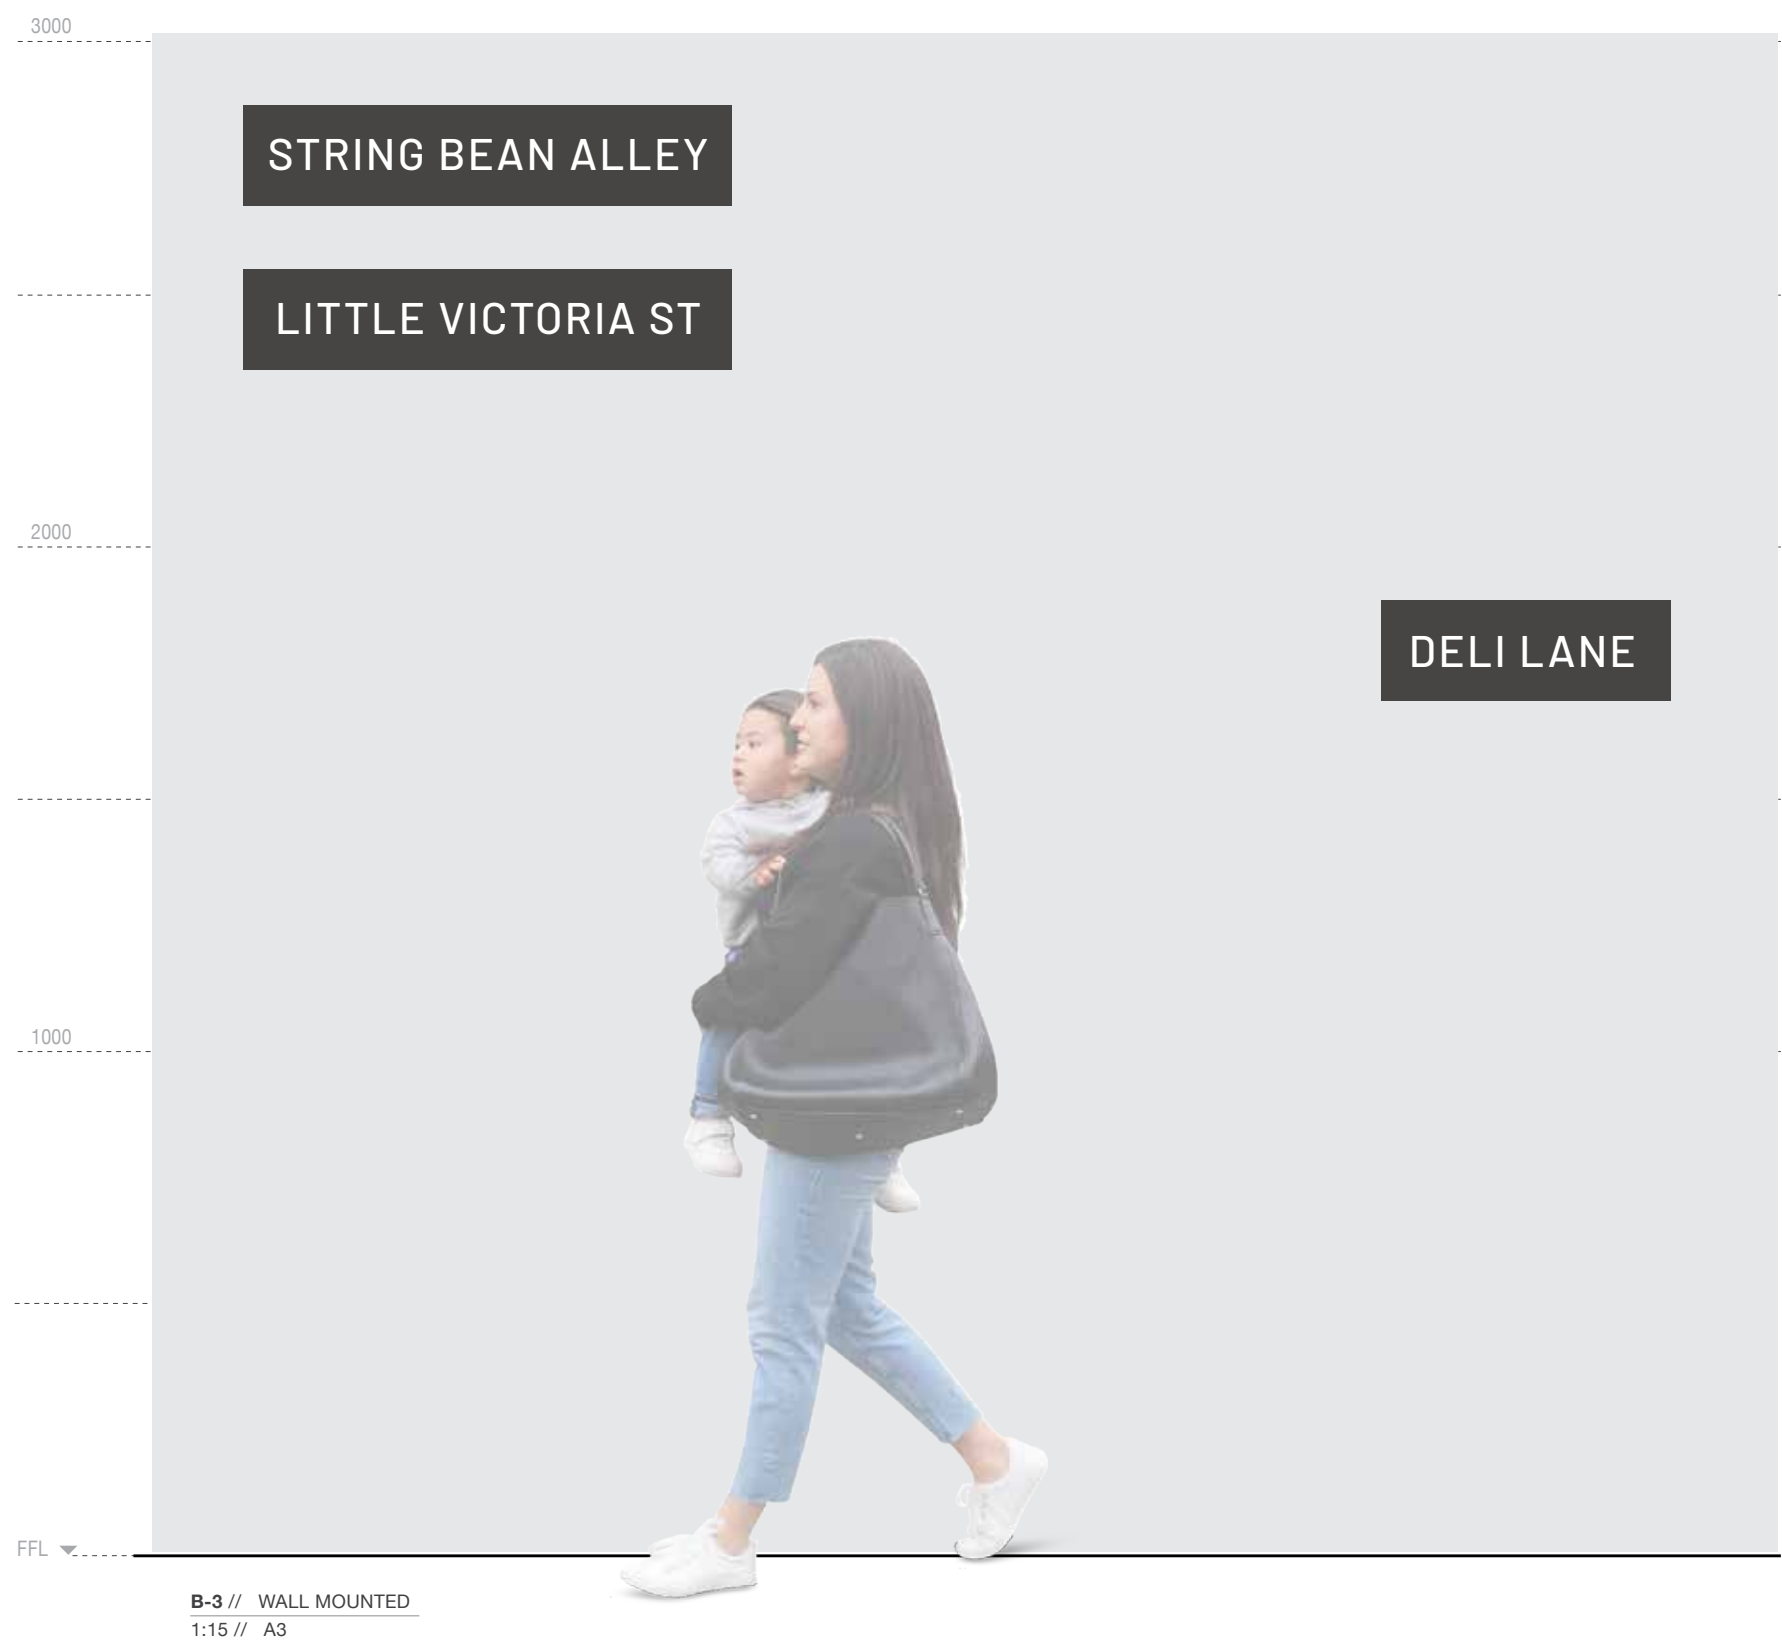 3000
STRING BEAN ALLEY
LITTLE VICTORIA ST
2000
DELI LANE
1000
FFL
B-3 // WALL MOUNTED
1:15 // A3